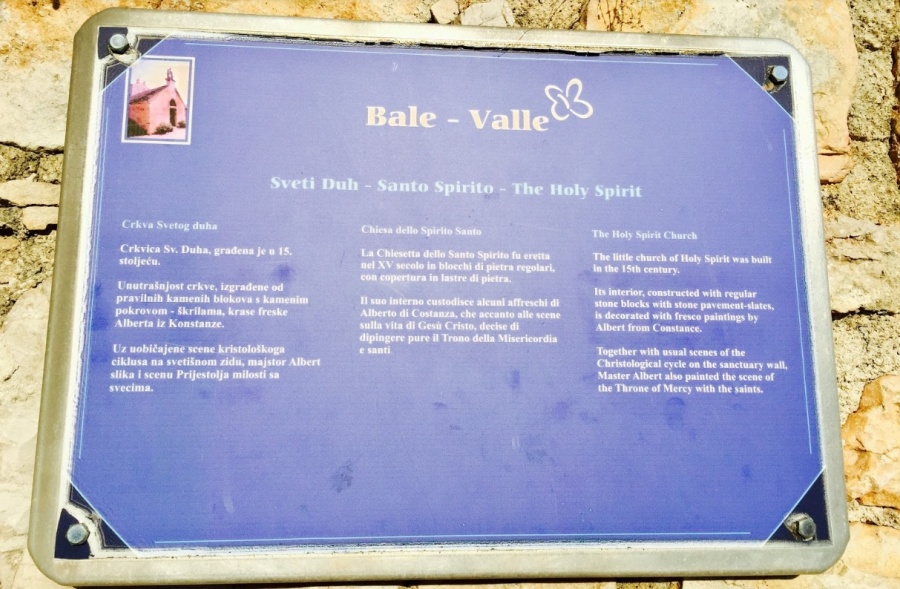 Bale - Valle
Sveti Duh - Santo Spirito - The Holy Spirit
Crkva Svetog duha
Crkvica Sv. Duha, građena je u 15.
stoljeću.
Unutrašnjost crkve, izgrađene od
pravilnih kamenih blokova s kamenim
pokrovom - škrilama, krase freske
Alberta iz Konstanze.
Uz uobičajene scene kristološkoga
ciklusa na svetišnom zidu, majstor Albert
slika i scenu Prijestolja milosti sa
svecima.
Chiesa dello Spirito Santo
La Chiesetta dello Santo Spirito fu eretta
nel XV secolo in blocchi di pietra regolari,
con copertura in lastre di pietra.
Il suo interno custodisce alcuni affreschi di
Alberto di Costanza, che accanto alle scene
sulla vita di Gesù Cristo, decise di
dipingere pure il Trono della Misericordia
e santi
The Holy Spirit Church
The little church of Holy Spirit was built
in the 15th century.
Its interior, constructed with regular
stone blocks with stone pavement-slates,
is decorated with fresco paintings by
Albert from Constance.
Together with usual scenes of the
Christological cycle on the sanctuary wall,
Master Albert also painted the scene of
the Throne of Mercy with the saints.